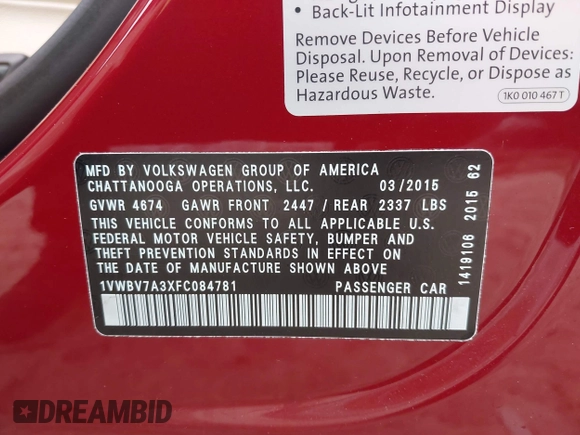 • Back-Lit Infotainment Display
Remove Devices Before Vehicle
Disposal. Upon Removal of Devices:
Please Reuse, Recycle, or Dispose as
Hazardous Waste.
1K0 010 467 T
MFD BY VOLKSWAGEN GROUP OF AMERICA
CHATTANOOGA OPERATIONS, LLC. 03/2015
GVWR 4674 GAWR FRONT 2447 / REAR 2337 LBS
THIS VEHICLE CONFORMS TO ALL APPLICABLE U.S.
FEDERAL MOTOR VEHICLE SAFETY, BUMPER AND
THEFT PREVENTION STANDARDS IN EFFECT ON
THE DATE OF MANUFACTURE SHOWN ABOVE
1VWBV7A3XFC084781 PASSENGER CAR
1419106 2015 62
DREAMBID